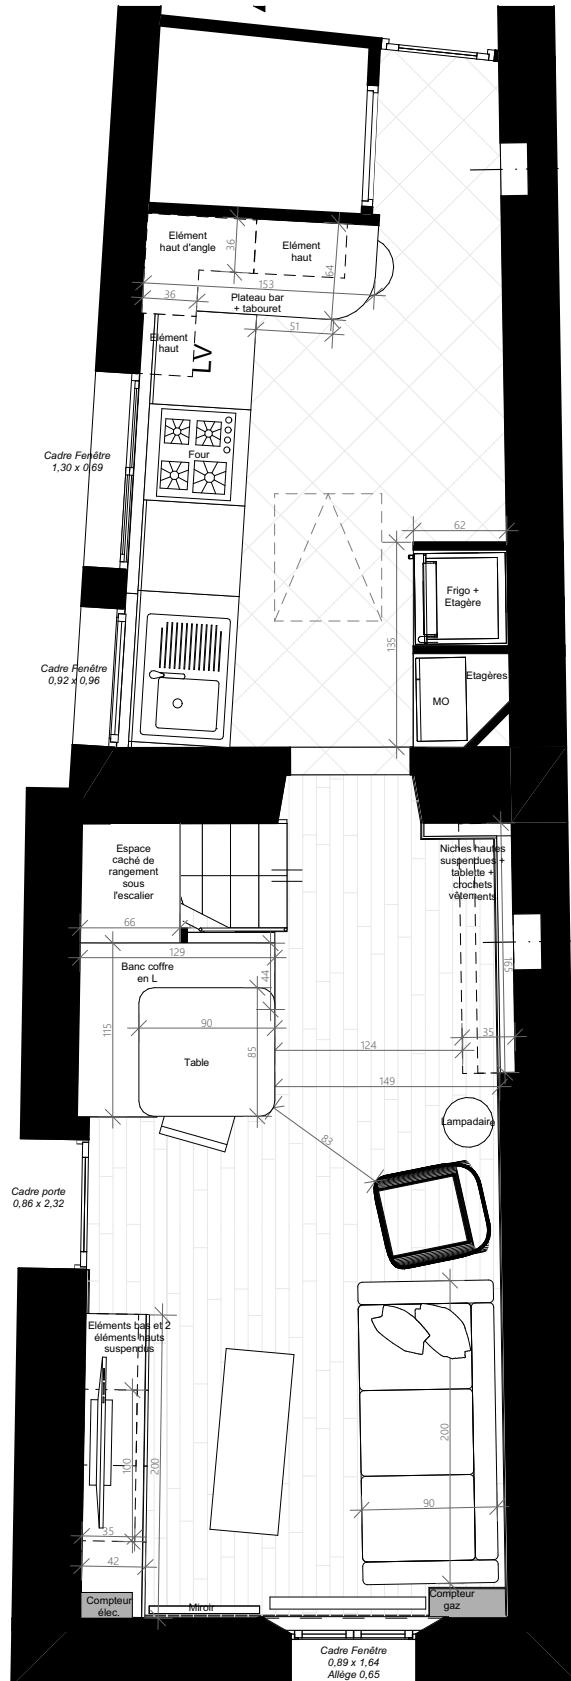 Elément
haut d'angle
36
Elément
haut
64
153
36
Plateau bar
+ tabouret
51
Elément
haut
LV
Cadre Fenêtre
1,30 x 0,69
Four
62
Frigo +
Etagère
135
Cadre Fenêtre
0,92 x 0,96
Etagères
MO
Espace
caché de
rangement
sous
l'escalier
Niches hautes
suspendues +
tablette +
crochets
vêtements
66
129
165
Banc coffre
en L
44
115
90
85
35
124
Table
149
Lampadaire
83
Cadre porte
0,86 x 2,32
Eléments bas et 2
éléments hauts
suspendus
200
100
200
90
35
42
Compteur
élec.
Miroir
Compteur
gaz
Cadre Fenêtre
0,89 x 1,64
Allège 0,65